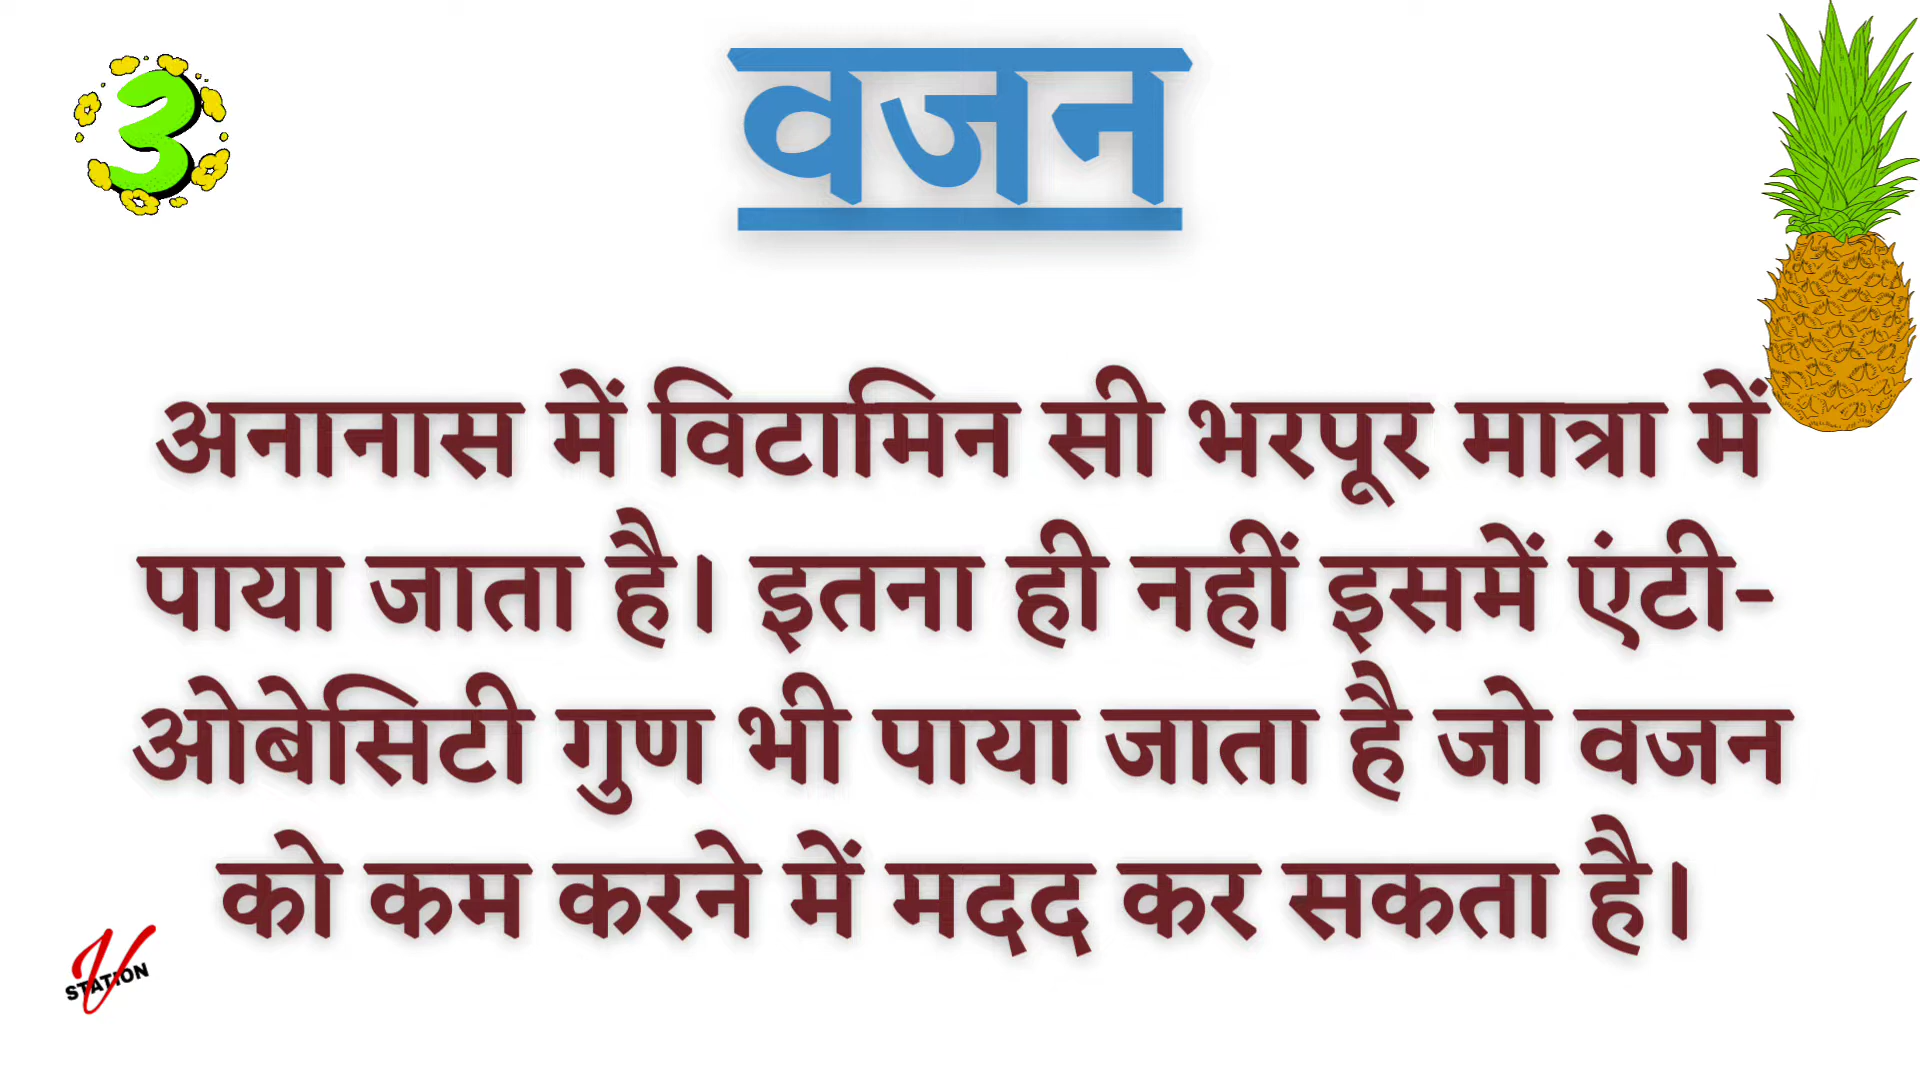 3
वजन
अनानास में विटामिन सी भरपूर मात्रा में
पाया जाता है। इतना ही नहीं इसमें एंटी-
ओबेसिटी गुण भी पाया जाता है जो वजन
को कम करने में मदद कर सकता है।
V STATION